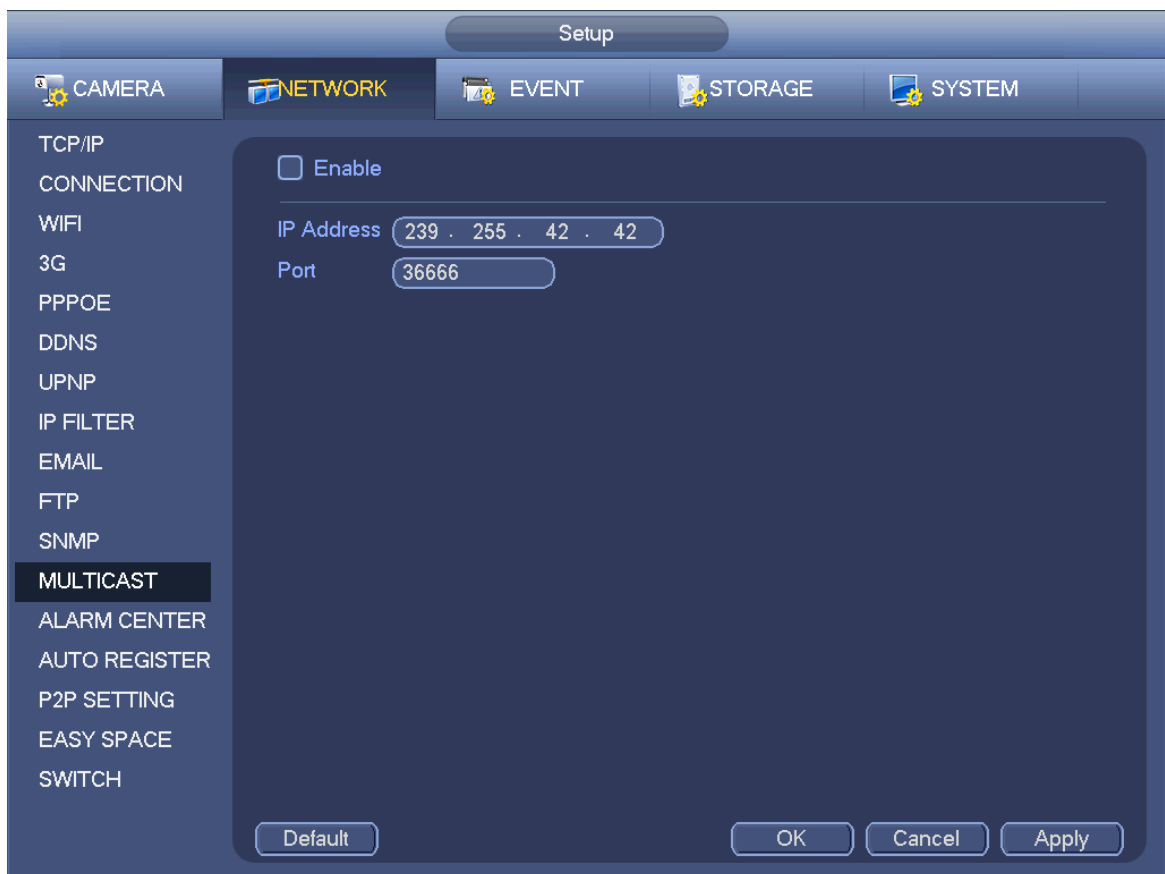 Setup
CAMERA NETWORK EVENT STORAGE SYSTEM
TCP/IP
CONNECTION
WIFI
3G
PPPOE
DDNS
UPNP
IP FILTER
EMAIL
FTP
SNMP
MULTICAST
ALARM CENTER
AUTO REGISTER
P2P SETTING
EASY SPACE
SWITCH
Enable
IP Address 239 . 255 . 42 . 42
Port 36666
Default OK Cancel Apply